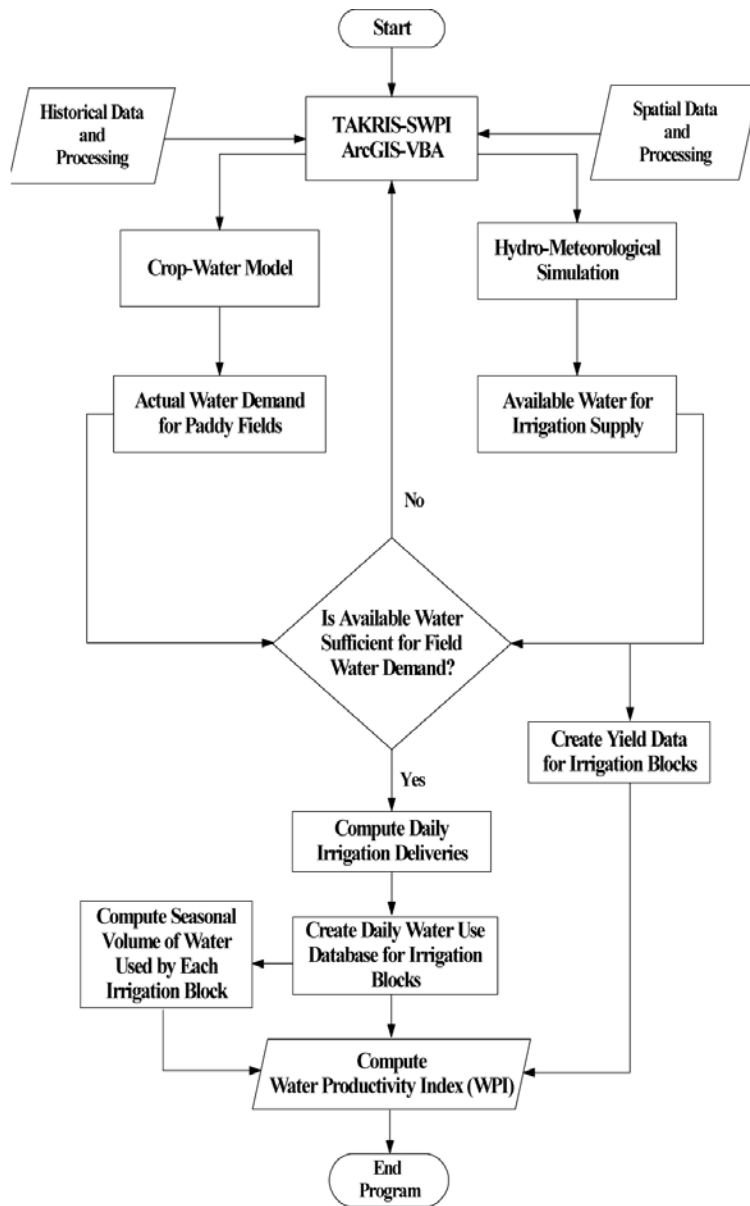 Start
Historical Data
and
Processing
TAKRIS-SWPI
ArcGIS-VBA
Spatial Data
and
Processing
Crop-Water Model
Hydro-Meteorological
Simulation
Actual Water Demand
for Paddy Fields
Available Water for
Irrigation Supply
No
Is Available Water
Sufficient for Field
Water Demand?
Create Yield Data
for Irrigation Blocks
Yes
Compute Daily
Irrigation Deliveries
Compute Seasonal
Volume of Water
Used by Each
Irrigation Block
Create Daily Water Use
Database for Irrigation
Blocks
Compute
Water Productivity Index (WPI)
End
Program